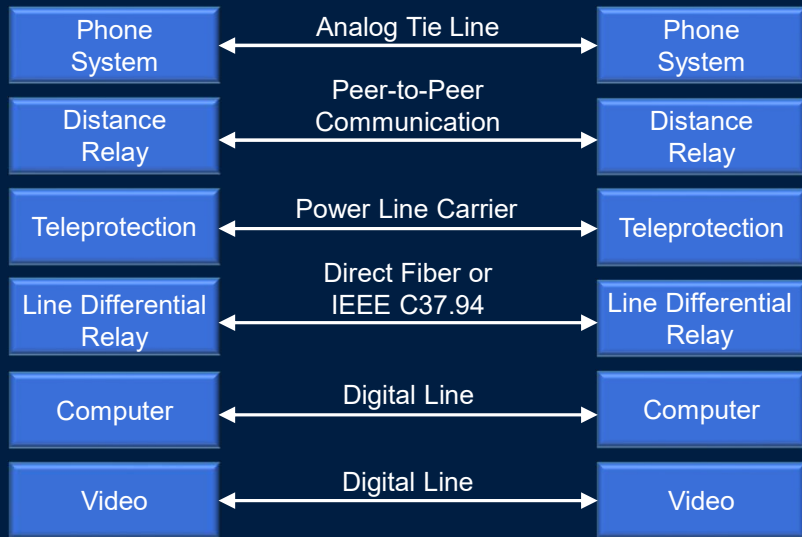 Phone
System
Analog Tie Line
Phone
System
Distance
Relay
Peer-to-Peer
Communication
Distance
Relay
Teleprotection
Power Line Carrier
Teleprotection
Line Differential
Relay
Direct Fiber or
IEEE C37.94
Line Differential
Relay
Computer
Digital Line
Computer
Video
Digital Line
Video